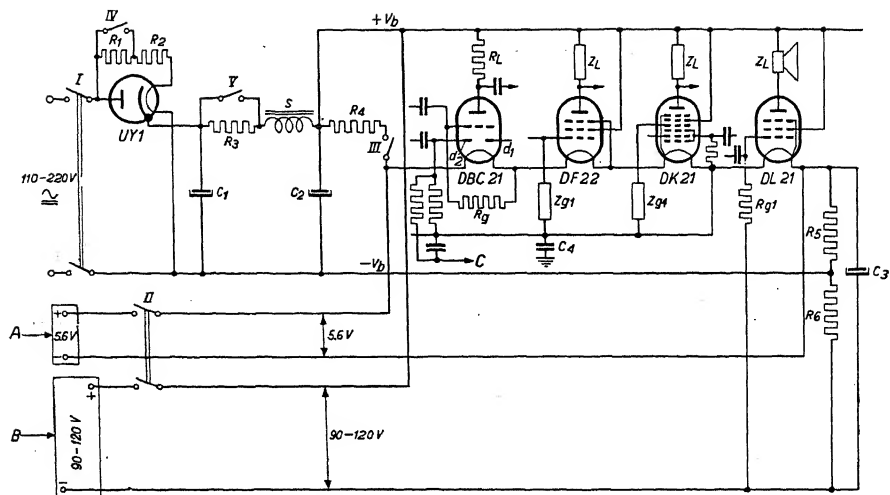 IV
R1
R2
+Vb
I
V
S
RL
ZL
ZL
ZL
UY1
R3
R4
III
d2
d1
DBC 21
DF 22
DK 21
DL 21
110-220V
C1
C2
Rg
Zg1
Zg4
Rg1
R5
C4
C
C3
-Vb
II
R6
A
+
5.6V
-
5.6V
B
+
90-120V
90-120V
-